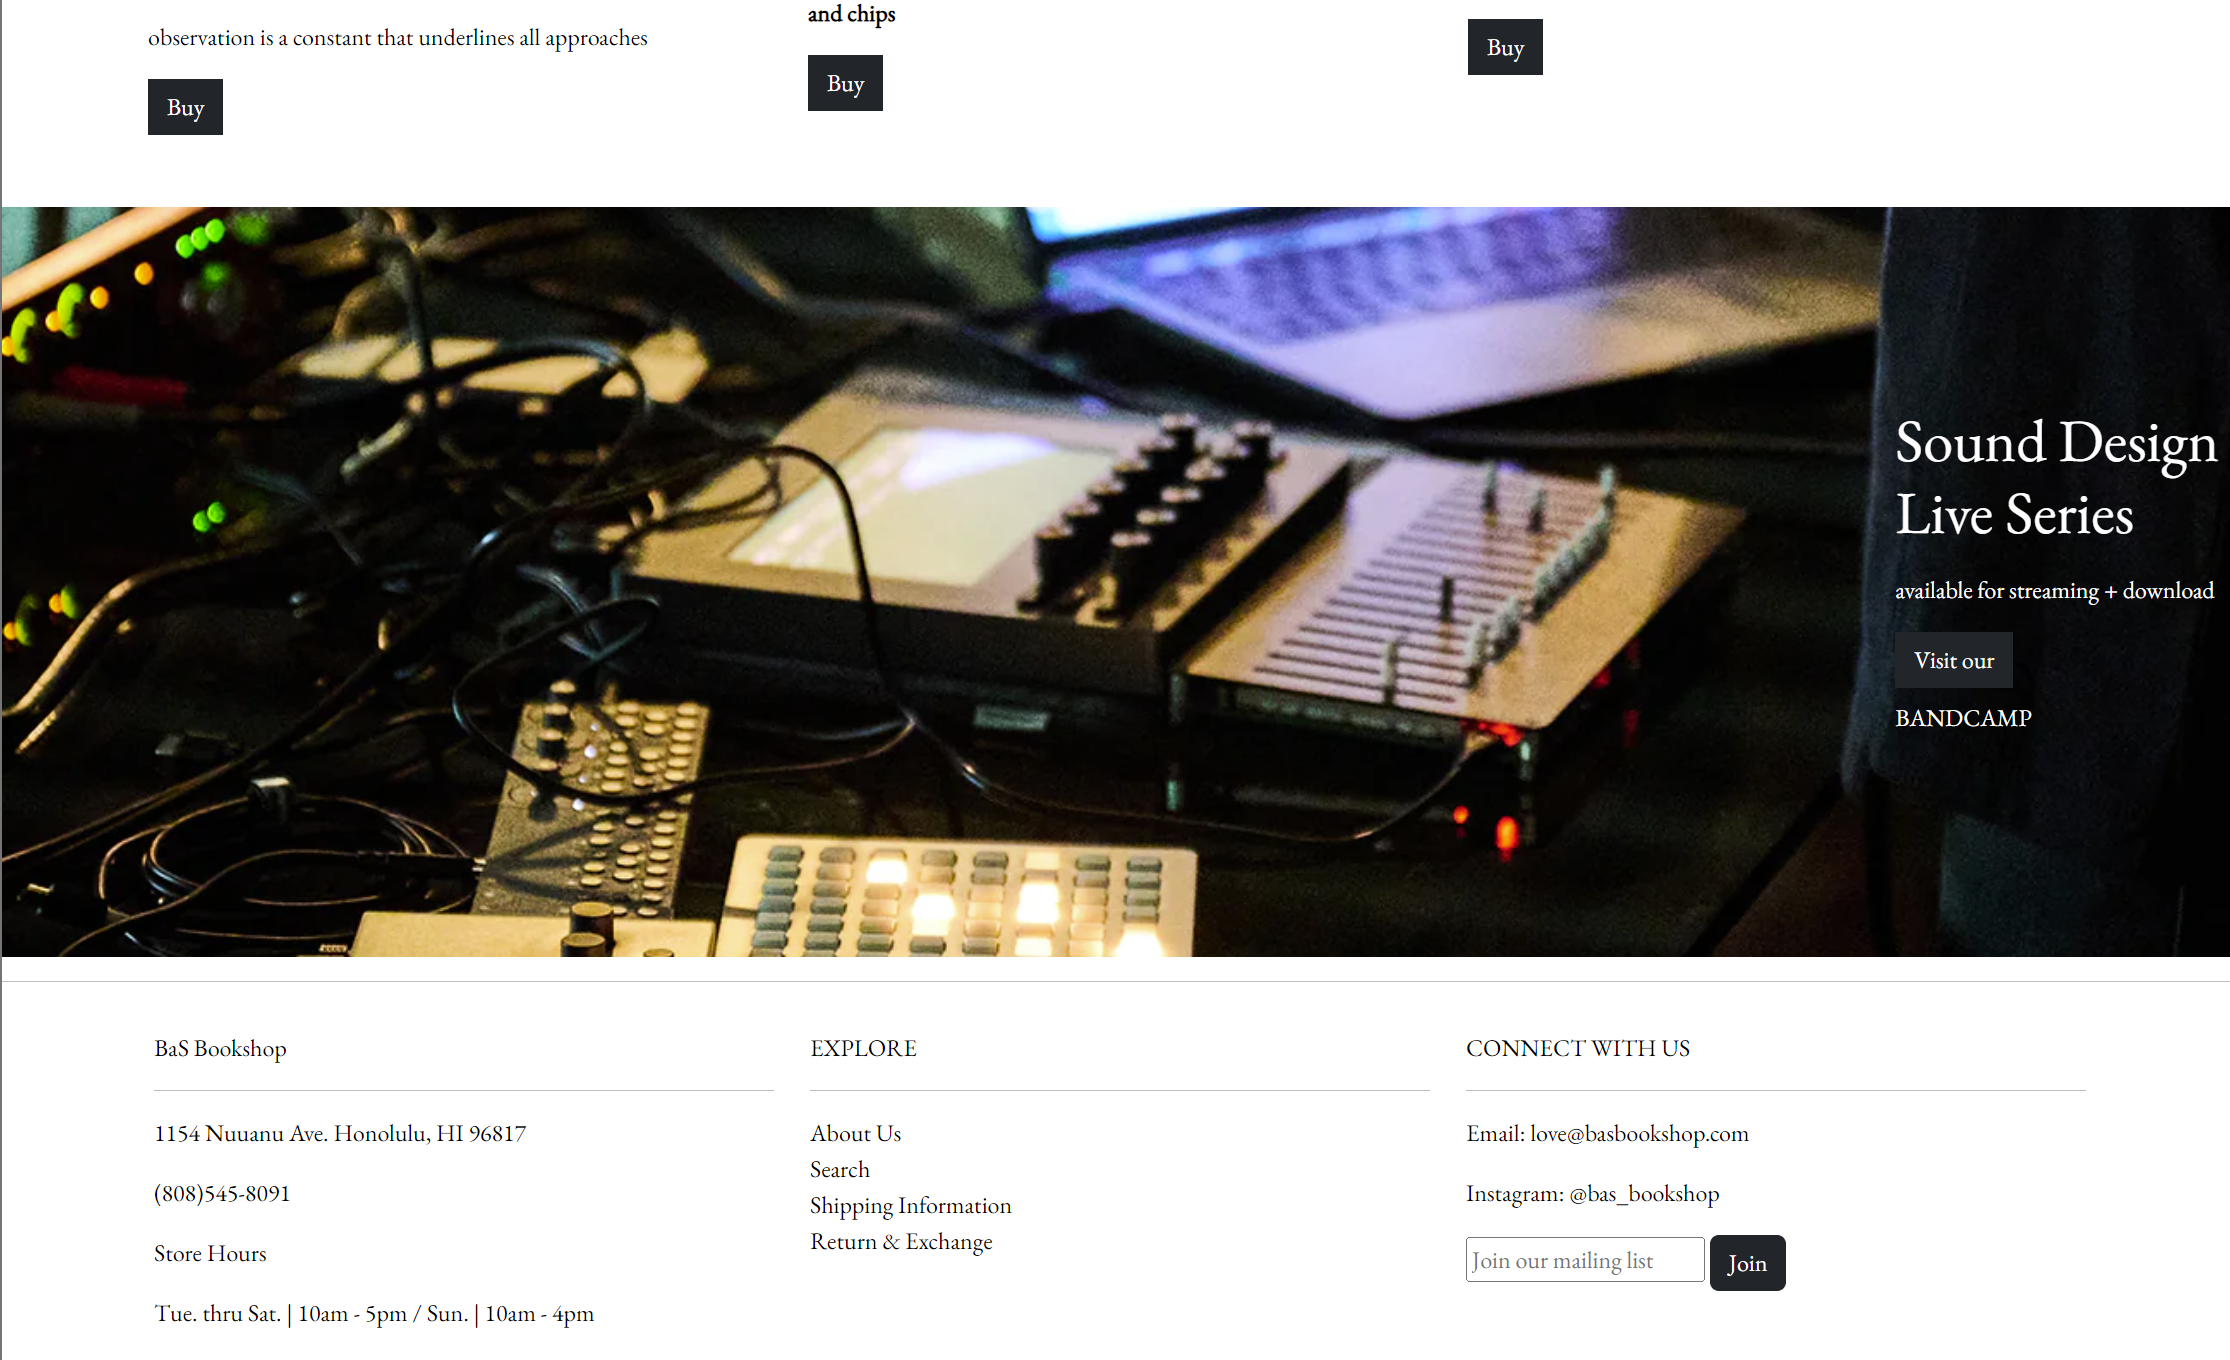 observation is a constant that underlines all approaches
Buy
and chips
Buy
Buy
Sound Design
Live Series
available for streaming + download
Visit our
BANDCAMP
BaS Bookshop
1154 Nuuanu Ave. Honolulu, HI 96817
(808)545-8091
Store Hours
Tue. thru Sat. | 10am - 5pm / Sun. | 10am - 4pm
EXPLORE
About Us
Search
Shipping Information
Return & Exchange
CONNECT WITH US
Email: love@basbookshop.com
Instagram: @bas_bookshop
Join our mailing list
Join